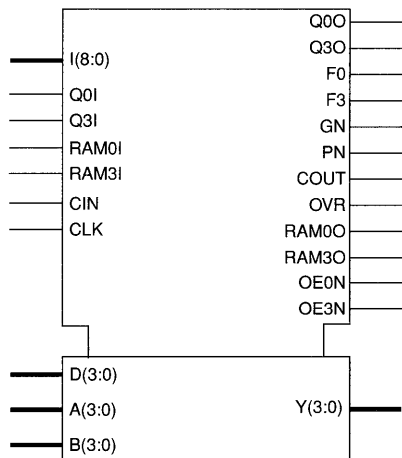 I(8:0)
Q0I
Q3I
RAM0I
RAM3I
CIN
CLK
Q0O
Q3O
F0
F3
GN
PN
COUT
OVR
RAM0O
RAM3O
OE0N
OE3N
D(3:0)
A(3:0)
B(3:0)
Y(3:0)